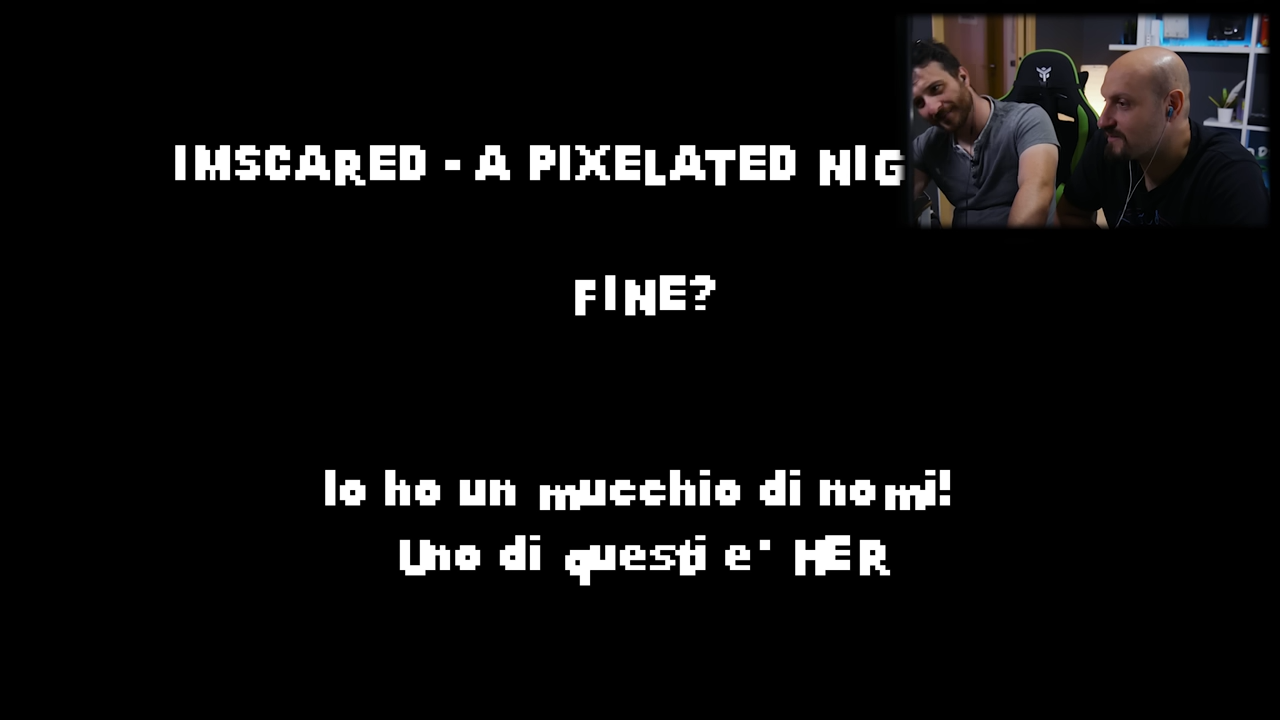 IMSCARED - A PIXELATED NIG
FINE?
Io ho un mucchio di nomi!
Uno di questi e' HER